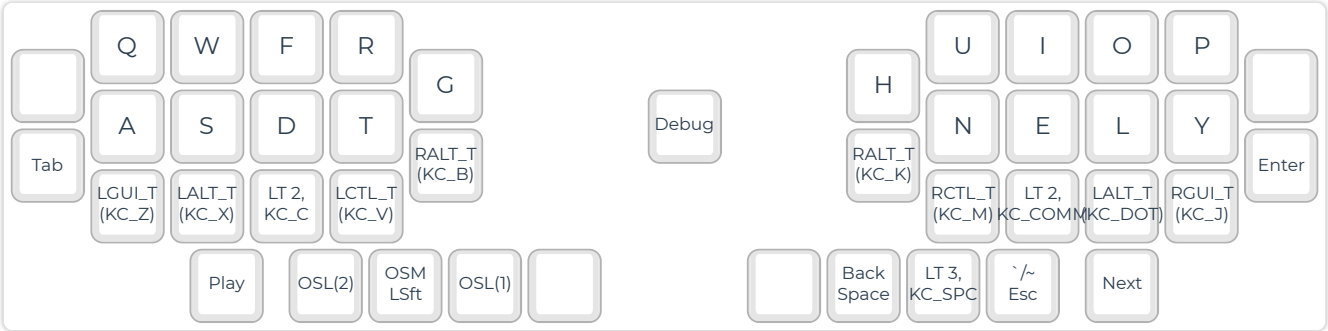 Q W F R
U I O P
G
H
A S D T
Debug
N E L Y
Tab
RALT_T
(KC_B)
RALT_T
(KC_K)
Enter
LGUI_T
(KC_Z)
LALT_T
(KC_X)
LT 2,
KC_C
LCTL_T
(KC_V)
RCTL_T
(KC_M)
LT 2,
KC_COMM
LALT_T
(KC_DOT)
RGUI_T
(KC_J)
Play
OSL(2)
OSM
LSft
OSL(1)
Back
Space
LT 3,
KC_SPC
`/~
Esc
Next